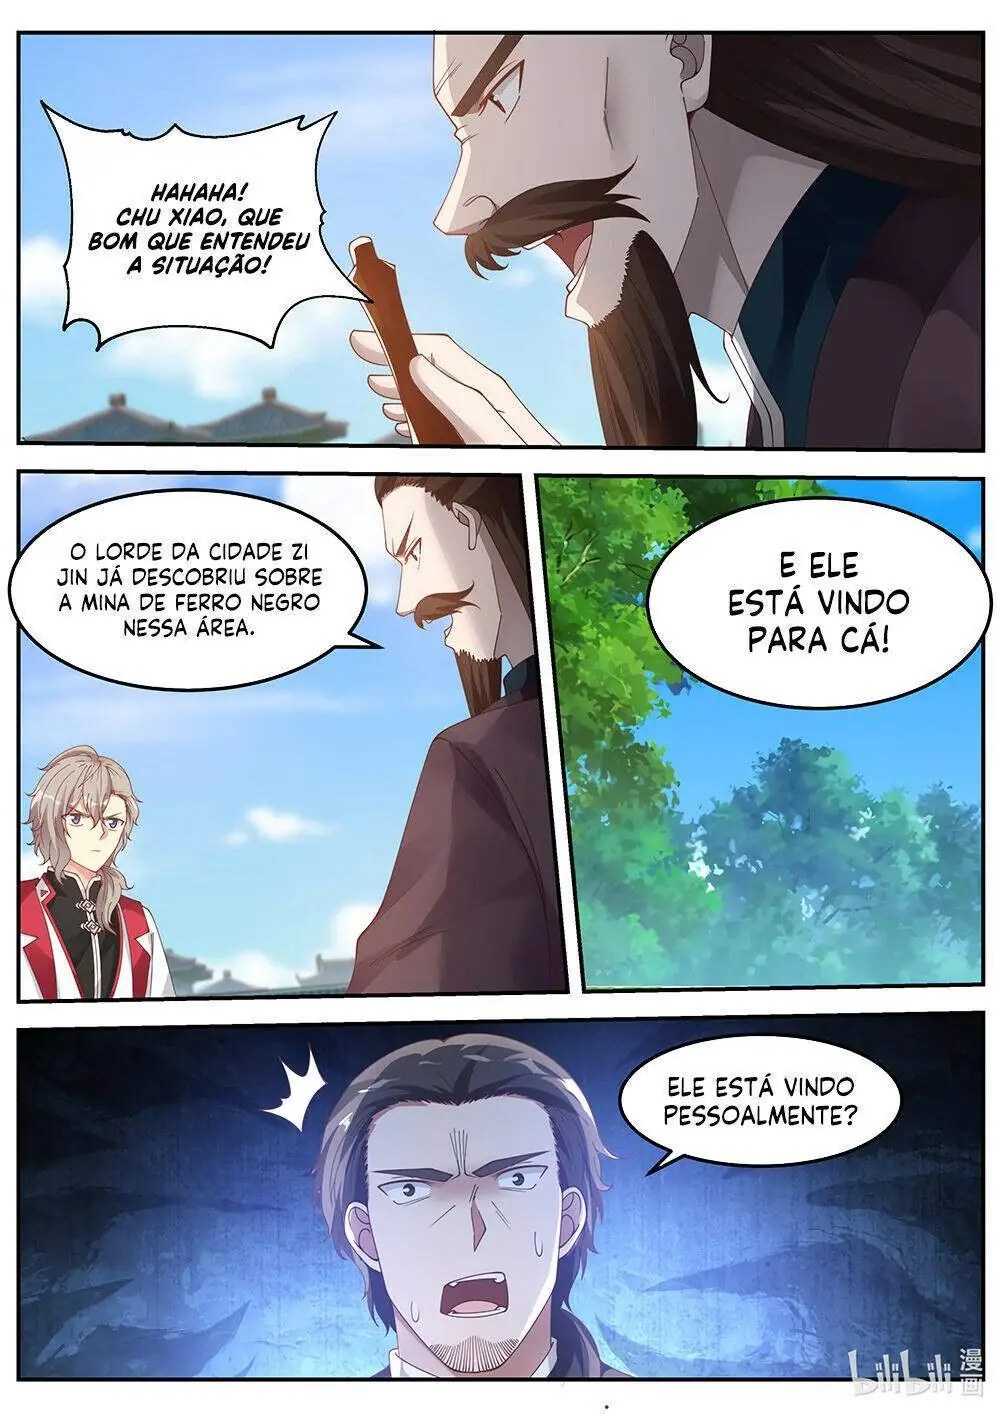 HAHAHA!
CHU XIAO, QUE
BOM QUE ENTENDEU
A SITUAÇÃO!
O LORDE DA CIDADE ZI
JIN JÁ DESCOBRIU SOBRE
A MINA DE FERRO NEGRO
NESSA ÁREA.
E ELE
ESTÁ VINDO
PARA CÁ!
ELE ESTÁ VINDO
PESSOALMENTE?
bilibili 漫画